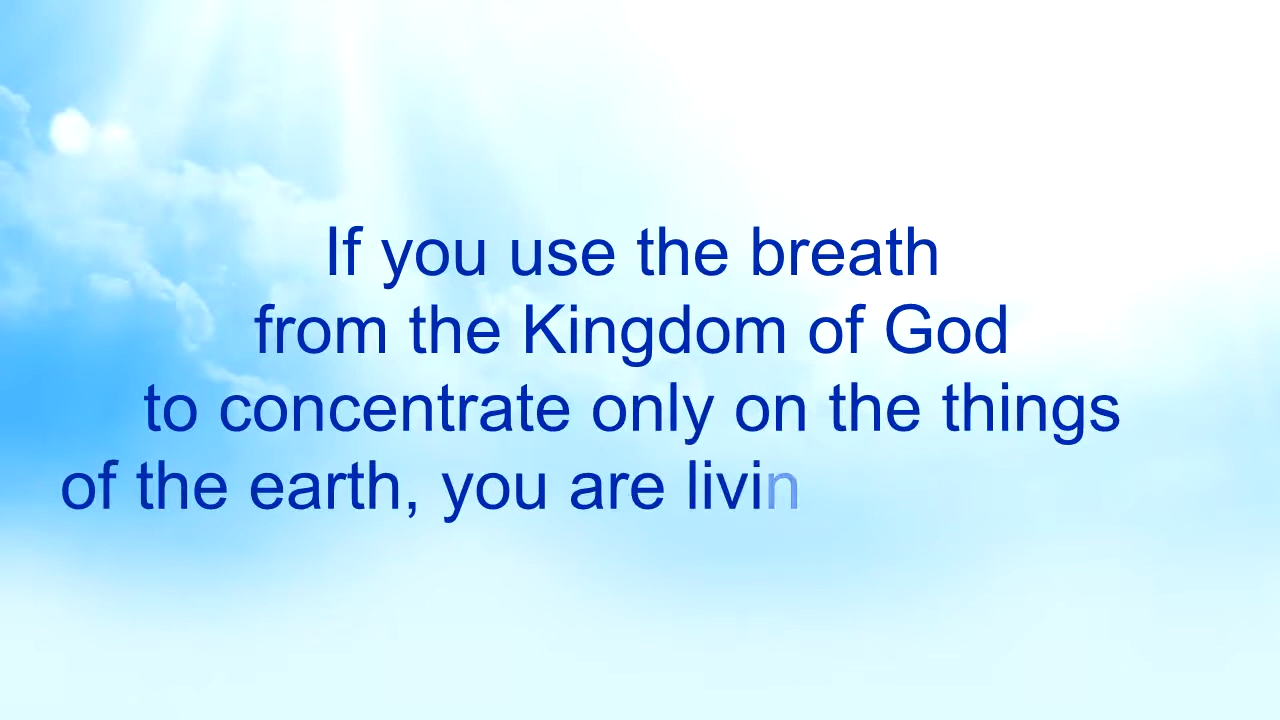 If you use the breath
from the Kingdom of God
to concentrate only on the things
of the earth, you are livin